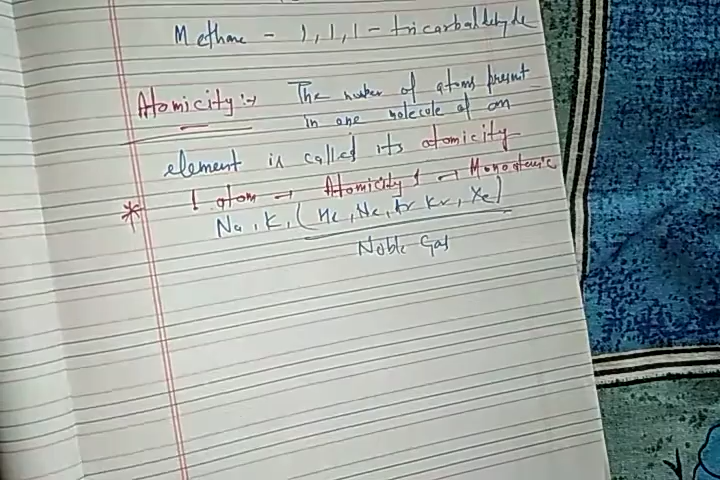 Methane - 1,1,1 - tricarbaldehyde
Atomicity :→ The number of atoms present
in one molecule of an
element is called its atomicity
* 1 atom → Atomicity 1 → Monoatomic
Na, K, (He, Ne, Ar Kr, Xe)
Noble Gas